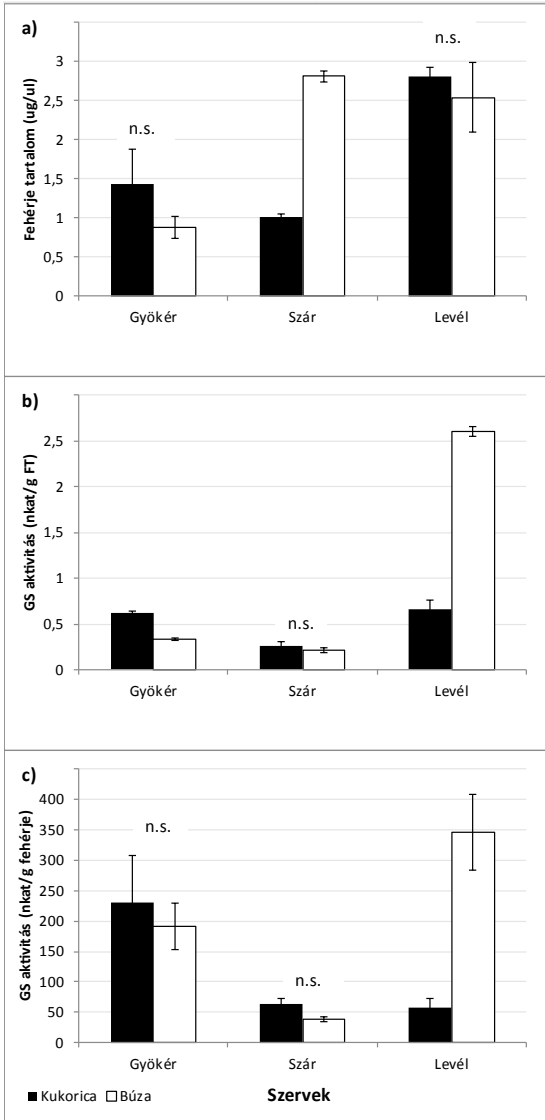 a)
Fehérje tartalom (ug/ul)
3
2,5
2
1,5
1
0,5
0
n.s.
n.s.
Gyökér Szár Levél
b)
GS aktivitás (nkat/g FT)
2,5
2
1,5
1
0,5
0
n.s.
Gyökér Szár Levél
c)
GS aktivitás (nkat/g fehérje)
400
350
300
250
200
150
100
50
0
n.s.
n.s.
Gyökér Szár Levél
Kukorica Búza Szervek